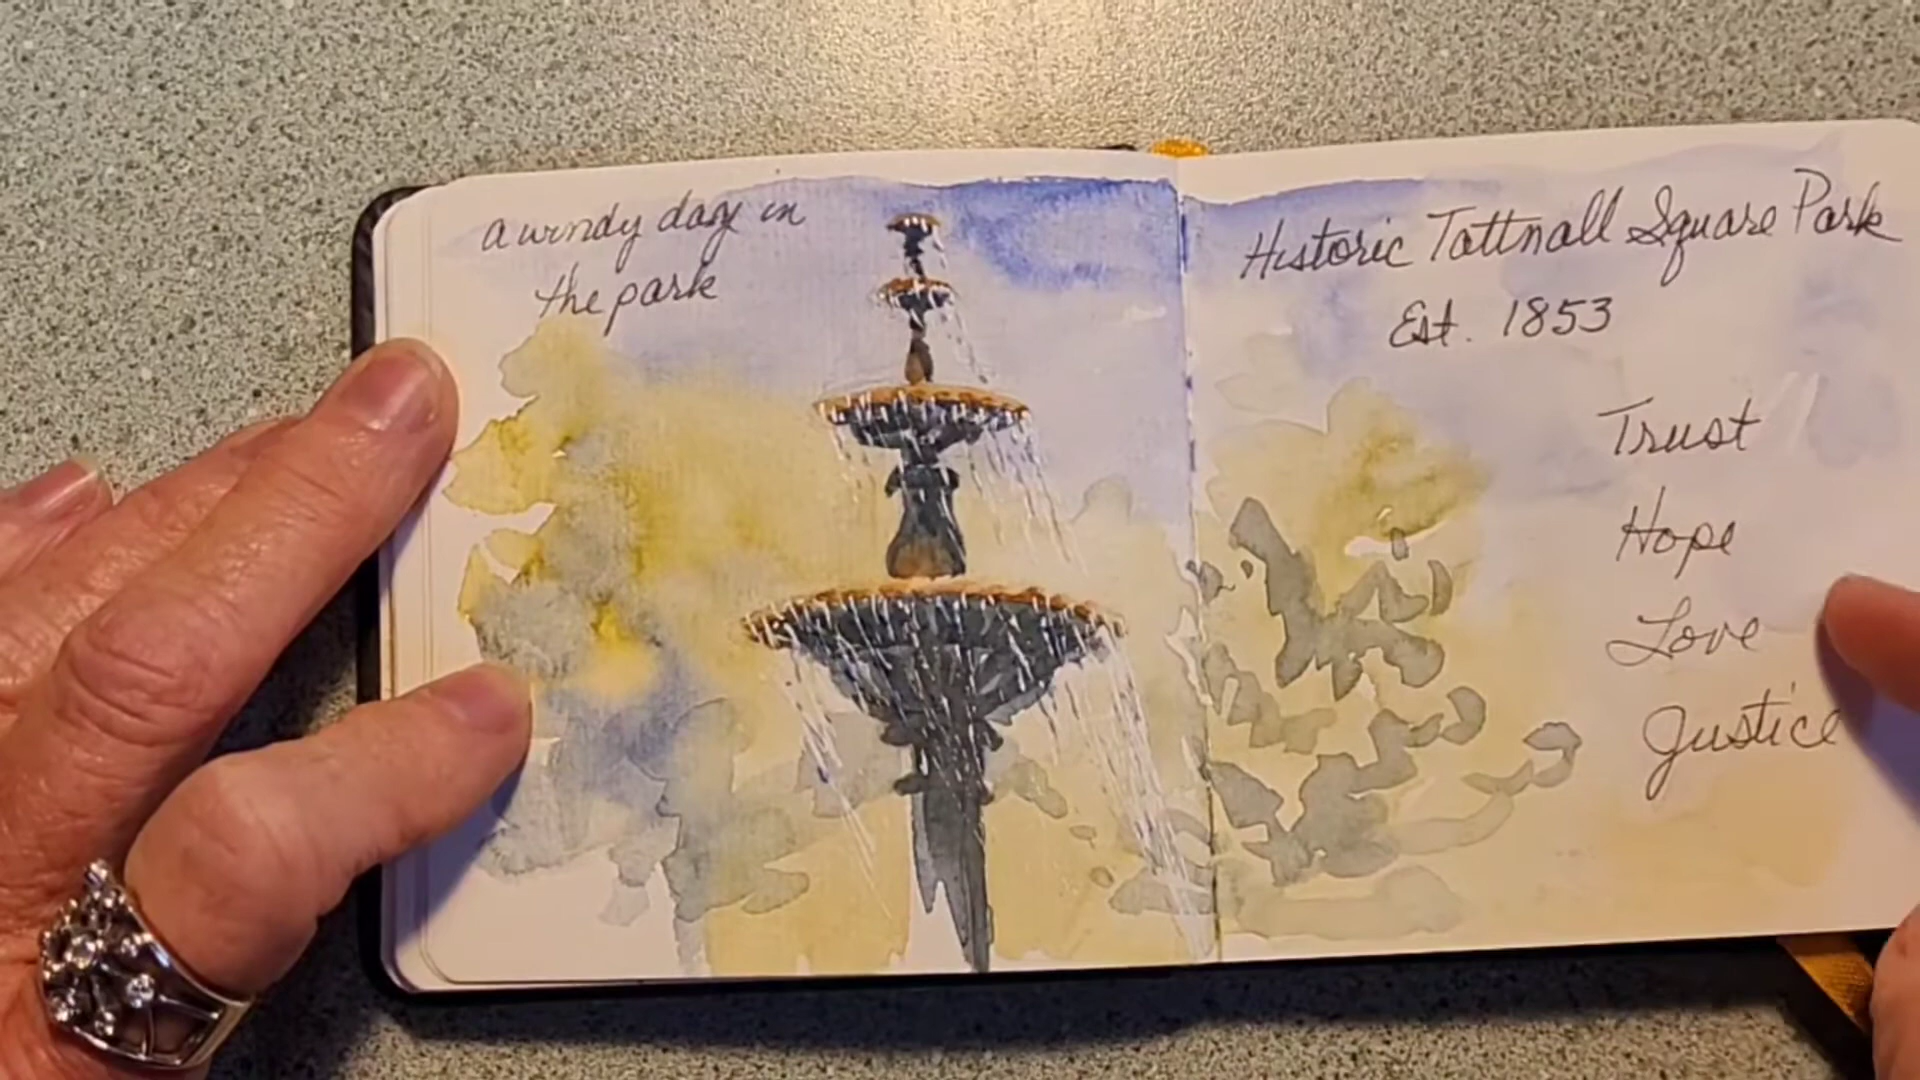 a windy day in
the park
Historic Tattnall Square Park
Est. 1853
Trust
Hope
Love
Justice